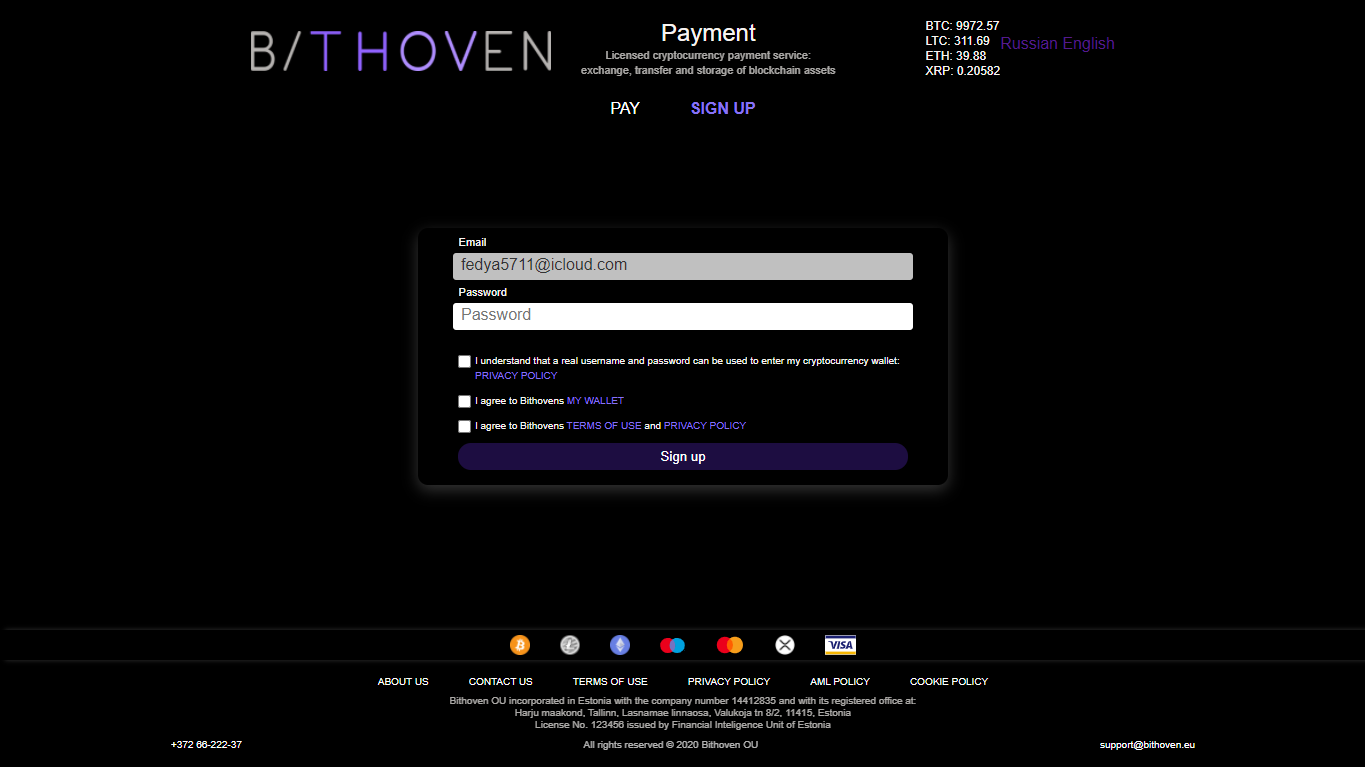 B/THOVEN
Payment
Licensed cryptocurrency payment service:
exchange, transfer and storage of blockchain assets
BTC: 9972.57
LTC: 311.69
ETH: 39.88
XRP: 0.20582
Russian English
PAY SIGN UP
Email
fedya5711@icloud.com
Password
Password
I understand that a real username and password can be used to enter my cryptocurrency wallet:
PRIVACY POLICY
I agree to Bithovens MY WALLET
I agree to Bithovens TERMS OF USE and PRIVACY POLICY
Sign up
VISA
ABOUT US CONTACT US TERMS OF USE PRIVACY POLICY AML POLICY COOKIE POLICY
Bithoven OU incorporated in Estonia with the company number 14412835 and with its registered office at:
Harju maakond, Tallinn, Lasnamae linnaosa, Valukoja tn 8/2, 11415, Estonia
License No. 123456 issued by Financial Inteligence Unit of Estonia
+372 66-222-37 All rights reserved © 2020 Bithoven OU support@bithoven.eu